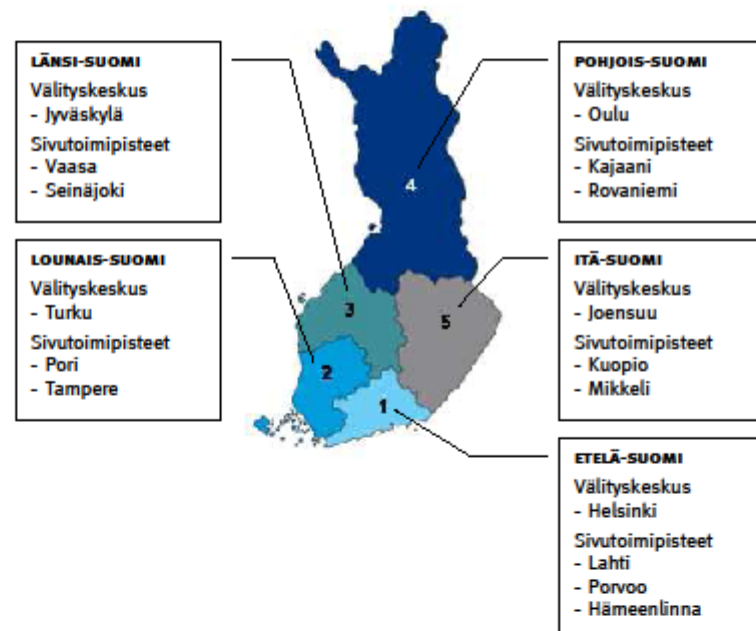 LÄNSI-SUOMI
Välityskeskus
- Jyväskylä
Sivutoimipisteet
- Vaasa
- Seinäjoki
POHJOIS-SUOMI
Välityskeskus
- Oulu
Sivutoimipisteet
- Kajaani
- Rovaniemi
LOUNAIS-SUOMI
Välityskeskus
- Turku
Sivutoimipisteet
- Pori
- Tampere
ITÄ-SUOMI
Välityskeskus
- Joensuu
Sivutoimipisteet
- Kuopio
- Mikkeli
ETELÄ-SUOMI
Välityskeskus
- Helsinki
Sivutoimipisteet
- Lahti
- Porvoo
- Hämeenlinna
4
3
5
2
1